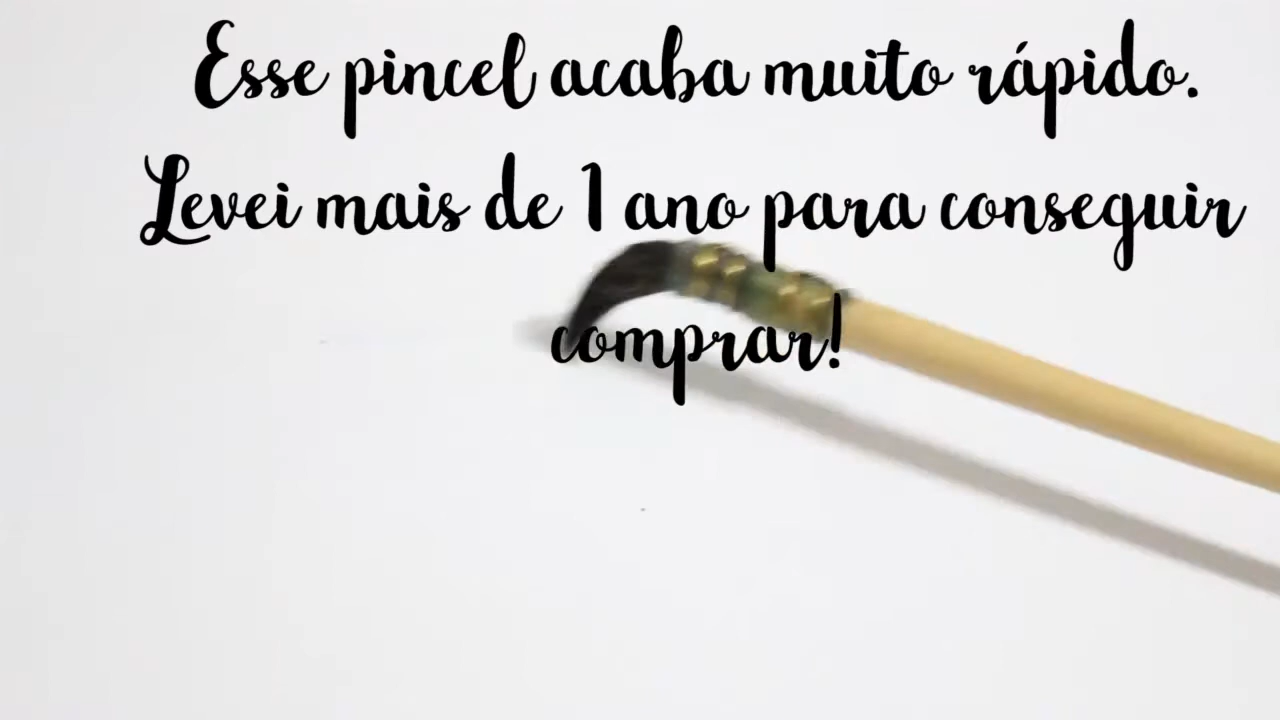 Esse pincel acaba muito rápido.
Levei mais de 1 ano para conseguir
comprar!